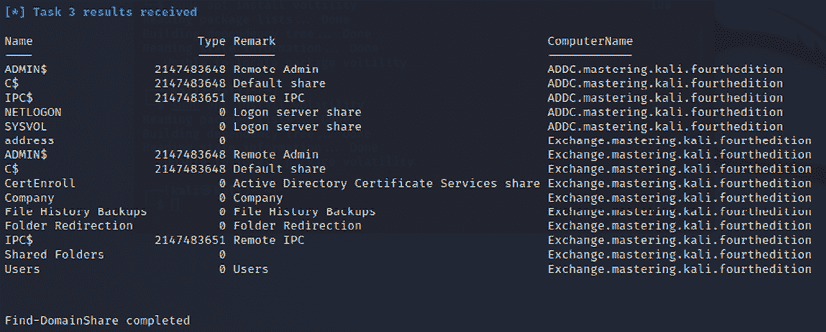 [*] Task 3 results received
Name Type Remark ComputerName
ADMIN$ 2147483648 Remote Admin ADDC.mastering.kali.fourthedition
C$ 2147483648 Default share ADDC.mastering.kali.fourthedition
IPC$ 2147483651 Remote IPC ADDC.mastering.kali.fourthedition
NETLOGON 0 Logon server share ADDC.mastering.kali.fourthedition
SYSVOL 0 Logon server share ADDC.mastering.kali.fourthedition
address 0 Exchange.mastering.kali.fourthedition
ADMIN$ 2147483648 Remote Admin Exchange.mastering.kali.fourthedition
C$ 2147483648 Default share Exchange.mastering.kali.fourthedition
CertEnroll 0 Active Directory Certificate Services share Exchange.mastering.kali.fourthedition
Company 0 Company Exchange.mastering.kali.fourthedition
File History Backups 0 File History Backups Exchange.mastering.kali.fourthedition
Folder Redirection 0 Folder Redirection Exchange.mastering.kali.fourthedition
IPC$ 2147483651 Remote IPC Exchange.mastering.kali.fourthedition
Shared Folders 0 Exchange.mastering.kali.fourthedition
Users 0 Users Exchange.mastering.kali.fourthedition
Find-DomainShare completed